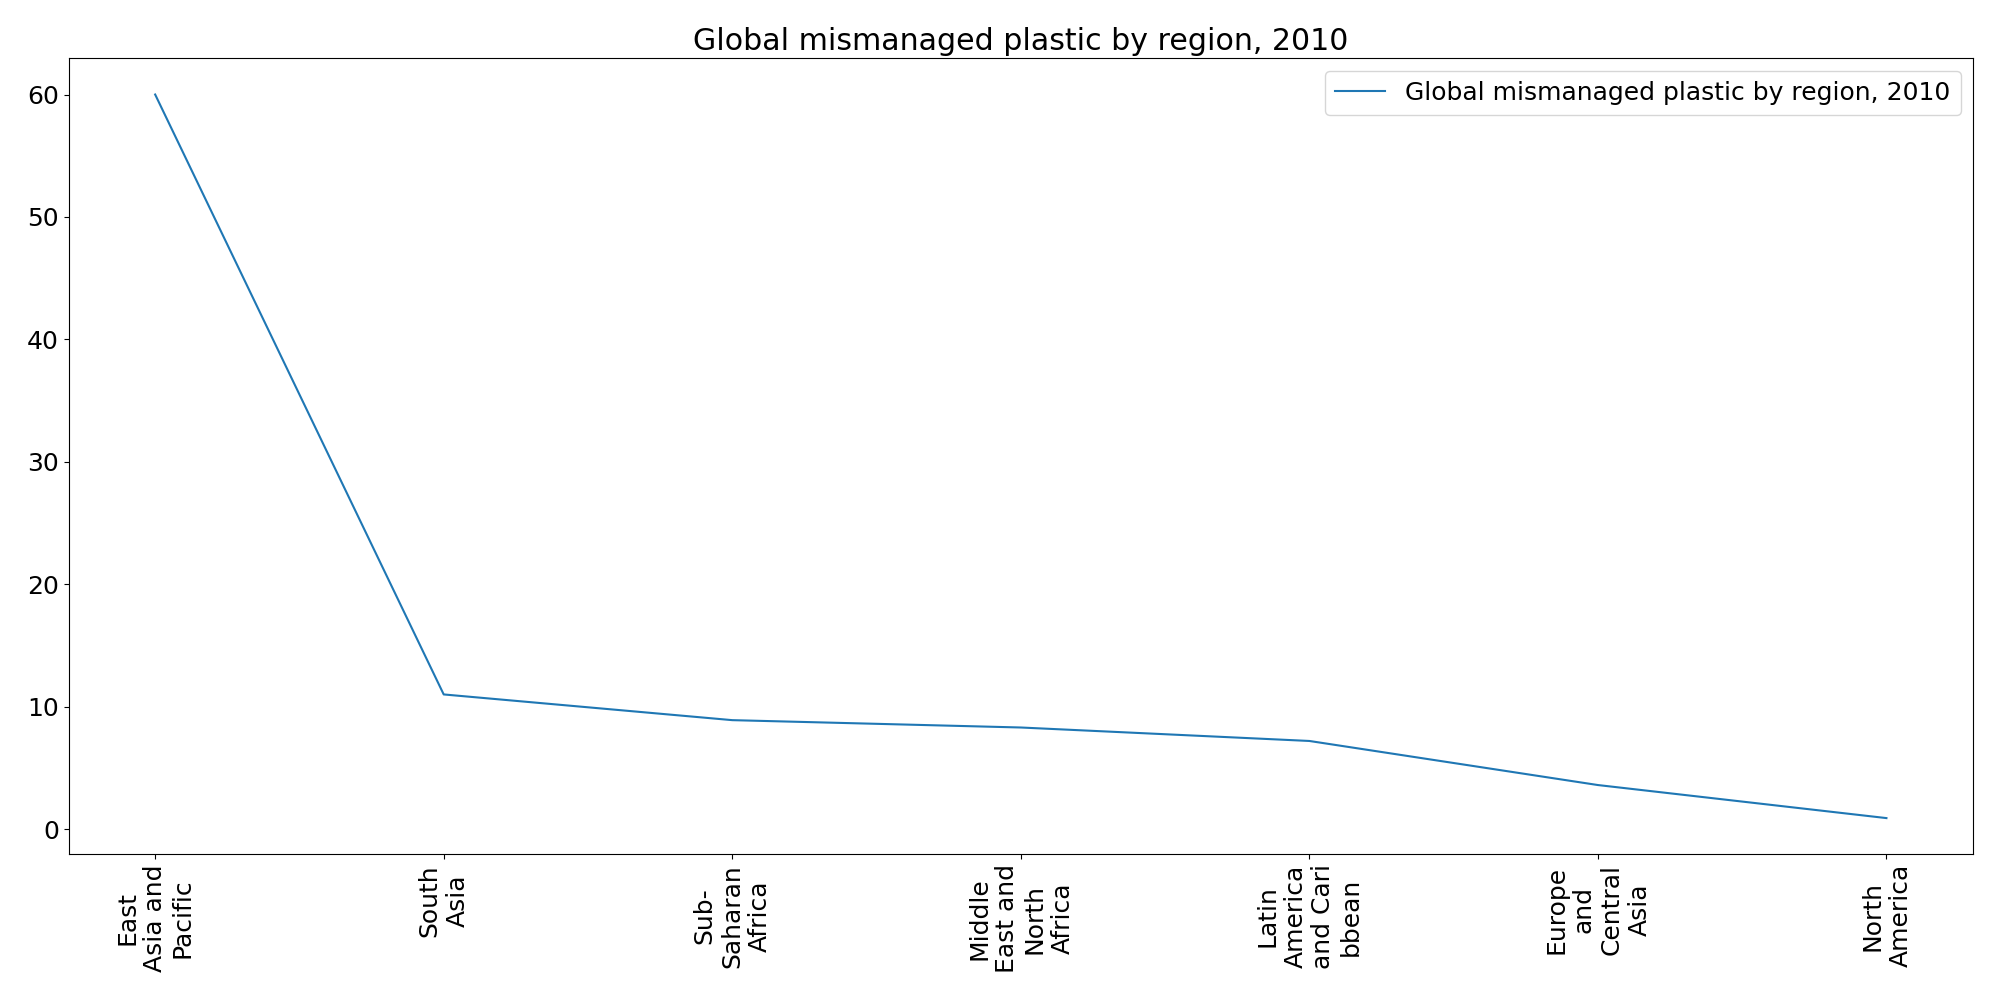 Global mismanaged plastic by region, 2010
Global mismanaged plastic by region, 2010
60
50
40
30
20
10
0
East
Asia and
Pacific
South
Asia
Sub-
Saharan
Africa
Middle
East and
North
Africa
Latin
America
and Cari
bbean
Europe
and
Central
Asia
North
America